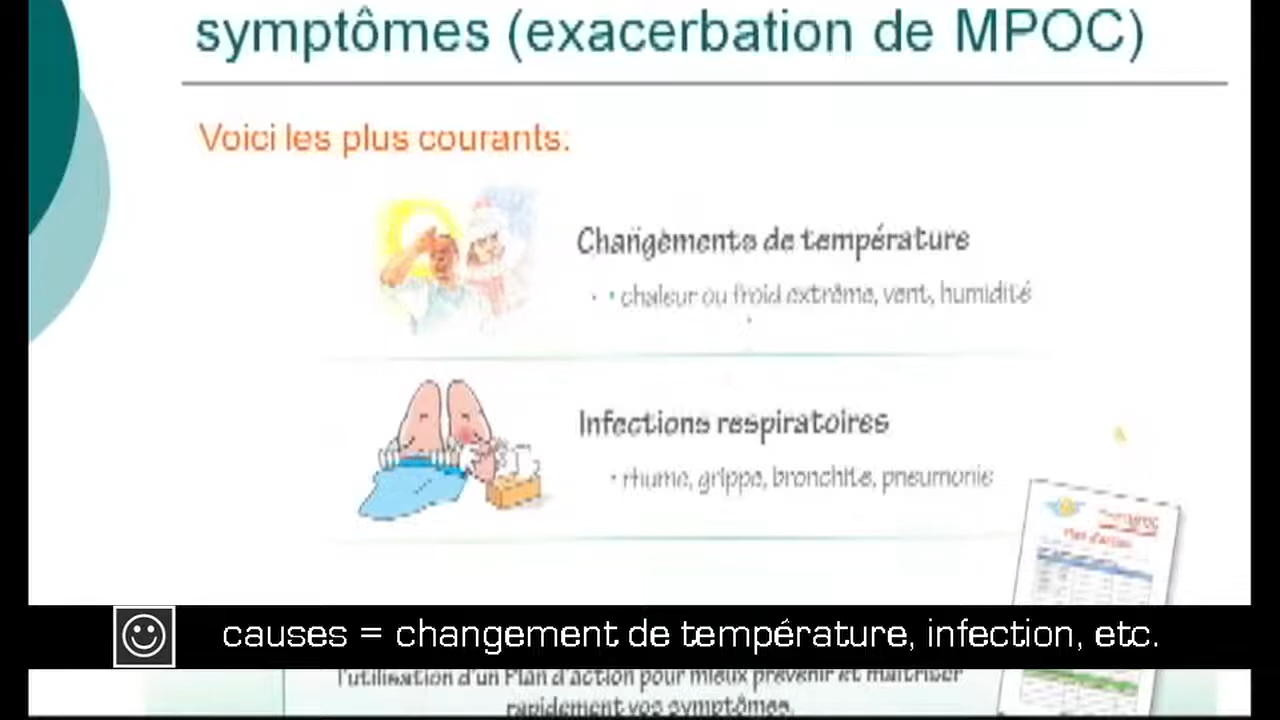 symptômes (exacerbation de MPOC)
Voici les plus courants:
Changements de température
• chaleur ou froid extrême, vent, humidité
Infections respiratoires
• rhume, grippe, bronchite, pneumonie
Plan d'action
causes = changement de température, infection, etc.
l'utilisation d'un Plan d'action pour mieux prévenir et maîtriser
rapidement vos symptômes.